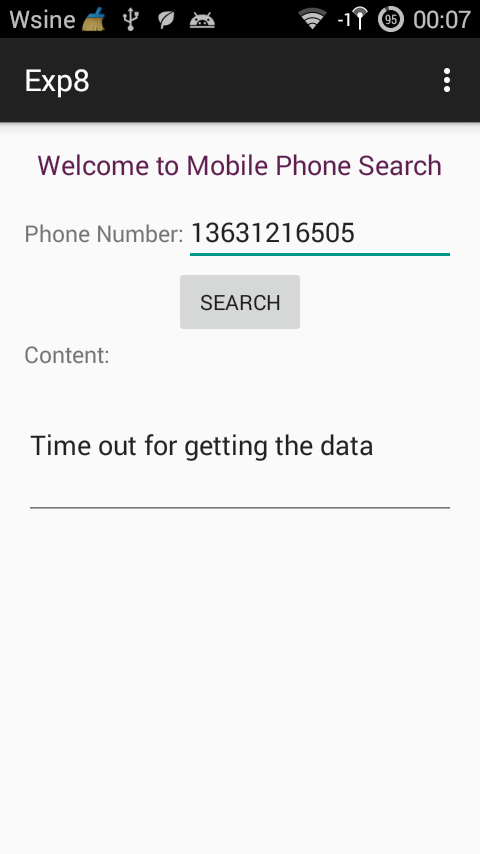 Wsine -1 95 00:07
Exp8
Welcome to Mobile Phone Search
Phone Number: 13631216505
SEARCH
Content:
Time out for getting the data